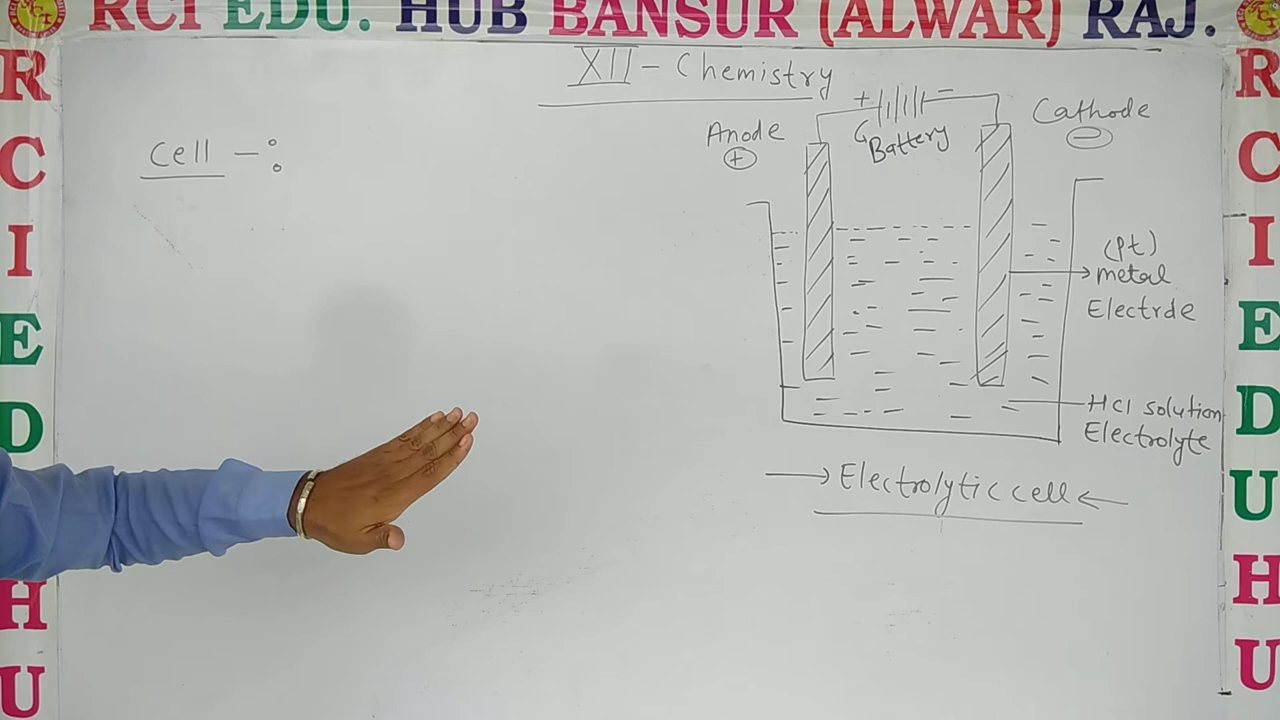 RCI EDU. HUB BANSUR (ALWAR) RAJ.
R
C
I
E
D
U
H
U
XII - Chemistry
Cell -:
Anode
+
+ -
Battery
Cathode
-
(Pt)
metal
Electrde
HCl solution
Electrolyte
Electrolytic cell
R
C
I
E
D
U
H
U